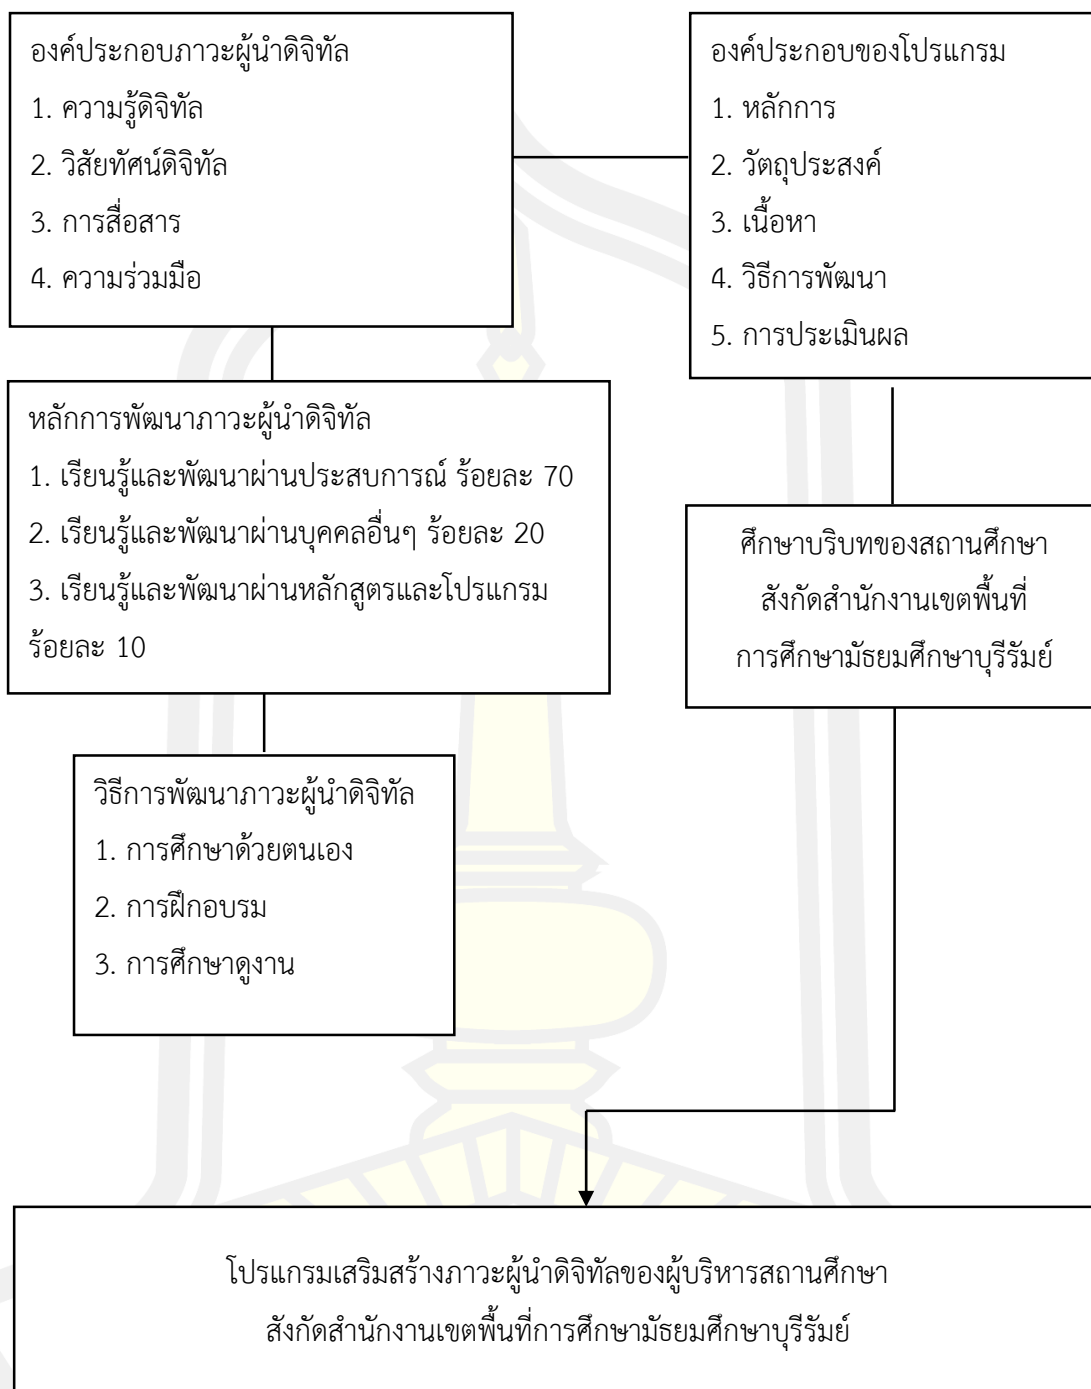 องค์ประกอบภาวะผู้นำดิจิทัล
1. ความรู้ดิจิทัล
2. วิสัยทัศน์ดิจิทัล
3. การสื่อสาร
4. ความร่วมมือ
องค์ประกอบของโปรแกรม
1. หลักการ
2. วัตถุประสงค์
3. เนื้อหา
4. วิธีการพัฒนา
5. การประเมินผล
หลักการพัฒนาภาวะผู้นำดิจิทัล
1. เรียนรู้และพัฒนาผ่านประสบการณ์ ร้อยละ 70
2. เรียนรู้และพัฒนาผ่านบุคคลอื่นๆ ร้อยละ 20
3. เรียนรู้และพัฒนาผ่านหลักสูตรและโปรแกรม
ร้อยละ 10
ศึกษาบริบทของสถานศึกษา
สังกัดสำนักงานเขตพื้นที่
การศึกษามัธยมศึกษาบุรีรัมย์
วิธีการพัฒนาภาวะผู้นำดิจิทัล
1. การศึกษาด้วยตนเอง
2. การฝึกอบรม
3. การศึกษาดูงาน
โปรแกรมเสริมสร้างภาวะผู้นำดิจิทัลของผู้บริหารสถานศึกษา
สังกัดสำนักงานเขตพื้นที่การศึกษามัธยมศึกษาบุรีรัมย์